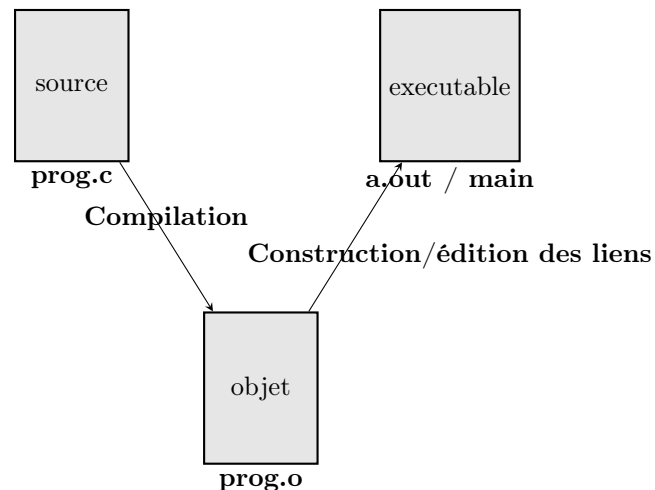 source
executable
prog.c
a.out / main
Compilation
Construction/édition des liens
objet
prog.o